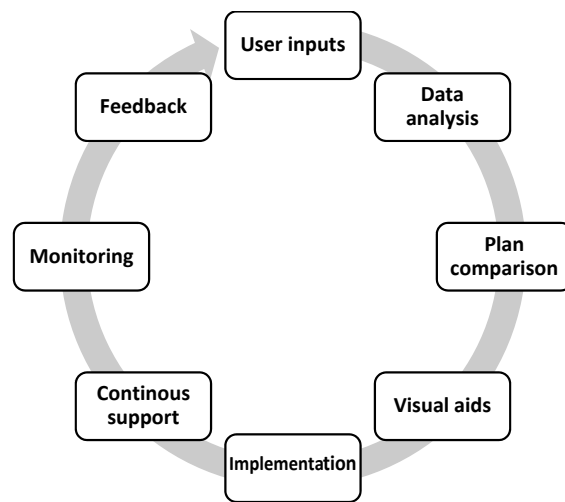 User inputs
Data
analysis
Plan
comparison
Visual aids
Implementation
Continous
support
Monitoring
Feedback